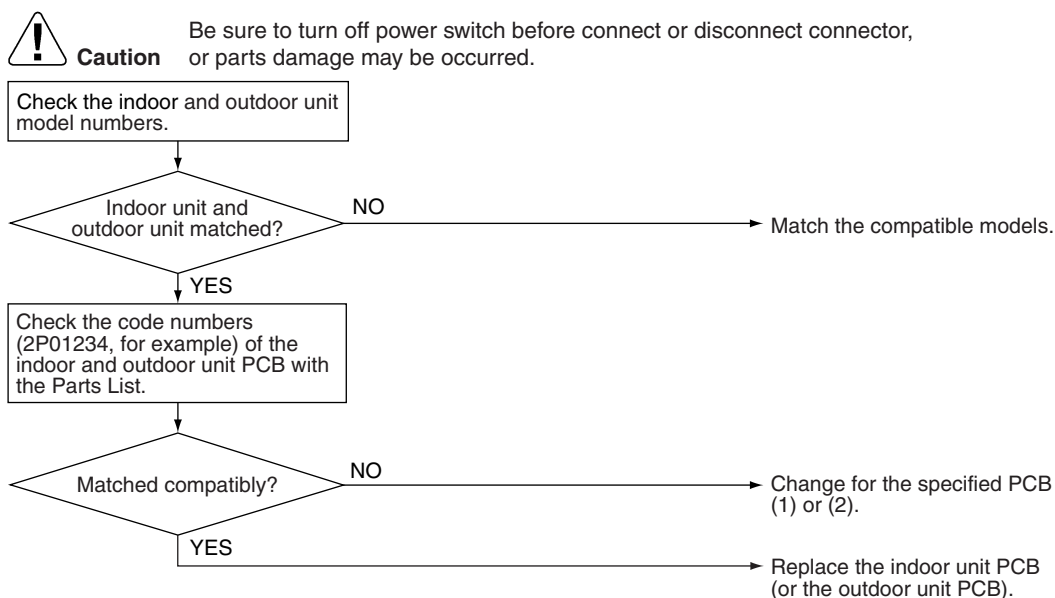 Be sure to turn off power switch before connect or disconnect connector,
Caution or parts damage may be occurred.
Check the indoor and outdoor unit
model numbers.
Indoor unit and
outdoor unit matched?
NO
Match the compatible models.
YES
Check the code numbers
(2P01234, for example) of the
indoor and outdoor unit PCB with
the Parts List.
Matched compatibly?
NO
Change for the specified PCB
(1) or (2).
YES
Replace the indoor unit PCB
(or the outdoor unit PCB).